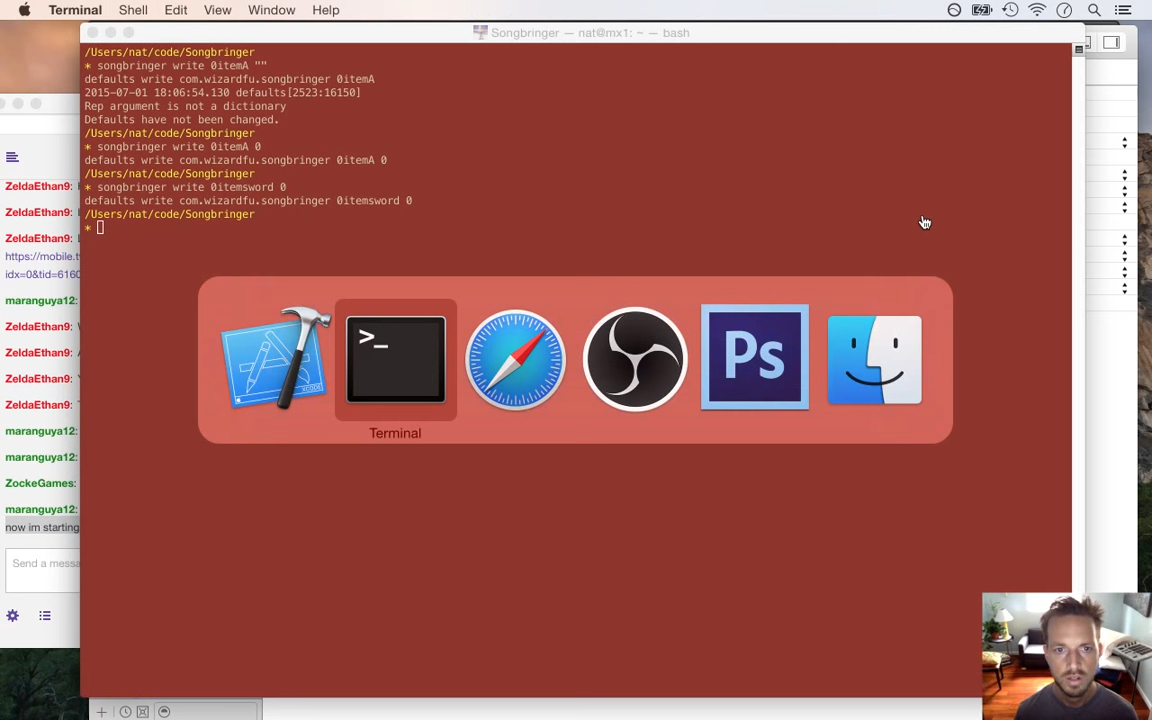 Terminal Shell Edit View Window Help
Songbringer — nat@mx1: ~ — bash
/Users/nat/code/Songbringer
* songbringer write 0itemA ""
defaults write com.wizardfu.songbringer 0itemA
2015-07-01 18:06:54.130 defaults[2523:16150]
Rep argument is not a dictionary
Defaults have not been changed.
/Users/nat/code/Songbringer
* songbringer write 0itemA 0
defaults write com.wizardfu.songbringer 0itemA 0
/Users/nat/code/Songbringer
* songbringer write 0itemsword 0
defaults write com.wizardfu.songbringer 0itemsword 0
/Users/nat/code/Songbringer
*
ZeldaEthan9:
ZeldaEthan9:
ZeldaEthan9:
https://mobile.t
idx=0&tid=6160
maranguya12:
ZeldaEthan9:
ZeldaEthan9:
ZeldaEthan9:
ZeldaEthan9:
maranguya12:
maranguya12:
ZockeGames:
maranguya12:
now im starting
Send a messa
XCODE
>_
Ps
Terminal